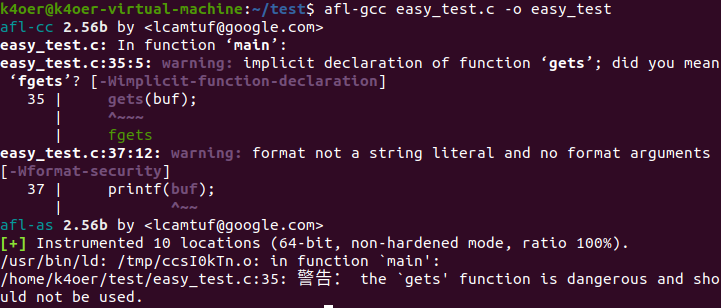 k4oer@k4oer-virtual-machine:~/test$ afl-gcc easy_test.c -o easy_test
afl-cc 2.56b by <lcamtuf@google.com>
easy_test.c: In function ‘main’:
easy_test.c:35:5: warning: implicit declaration of function ‘gets’; did you mean
 ‘fgets’? [-Wimplicit-function-declaration]
   35 |     gets(buf);
      |     ^~~~
      |     fgets
easy_test.c:37:12: warning: format not a string literal and no format arguments
[-Wformat-security]
   37 |     printf(buf);
      |            ^~~
afl-as 2.56b by <lcamtuf@google.com>
[+] Instrumented 10 locations (64-bit, non-hardened mode, ratio 100%).
/usr/bin/ld: /tmp/ccsI0kTn.o: in function `main':
/home/k4oer/test/easy_test.c:35: 警告： the `gets' function is dangerous and sho
uld not be used.